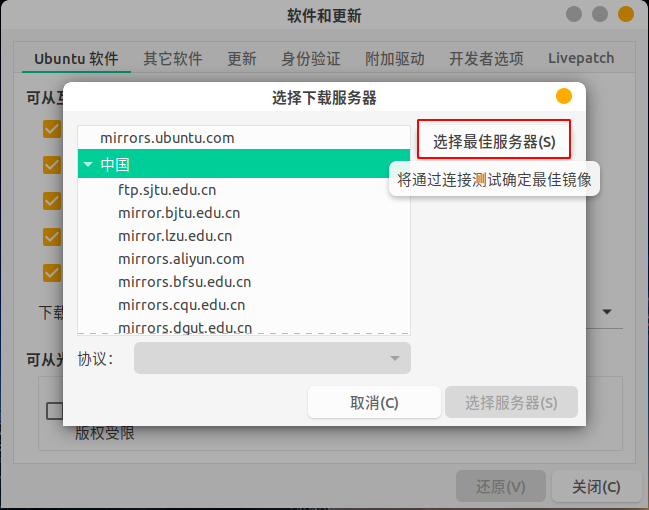 软件和更新
Ubuntu 软件 其它软件 更新 身份验证 附加驱动 开发者选项 Livepatch
可从互
选择下载服务器
mirrors.ubuntu.com
选择最佳服务器(S)
中国
将通过连接测试确定最佳镜像
ftp.sjtu.edu.cn
mirror.bjtu.edu.cn
mirror.lzu.edu.cn
mirrors.aliyun.com
mirrors.bfsu.edu.cn
mirrors.cqu.edu.cn
mirrors.dgut.edu.cn
下载
可从光
协议：
取消(C) 选择服务器(S)
版权受限
还原(V) 关闭(C)